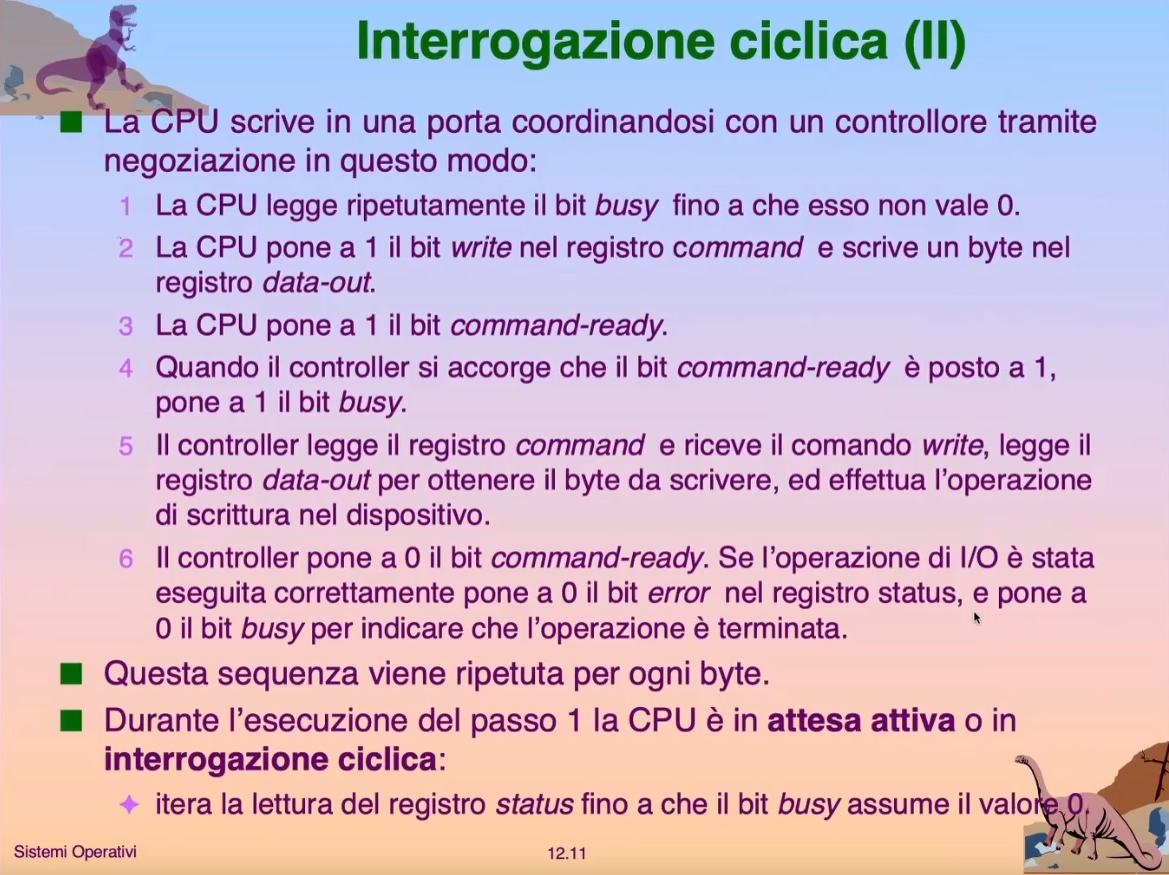 Interrogazione ciclica (II)
La CPU scrive in una porta coordinandosi con un controllore tramite
negoziazione in questo modo:
1 La CPU legge ripetutamente il bit busy fino a che esso non vale 0.
2 La CPU pone a 1 il bit write nel registro command e scrive un byte nel
registro data-out.
3 La CPU pone a 1 il bit command-ready.
4 Quando il controller si accorge che il bit command-ready è posto a 1,
pone a 1 il bit busy.
5 Il controller legge il registro command e riceve il comando write, legge il
registro data-out per ottenere il byte da scrivere, ed effettua l'operazione
di scrittura nel dispositivo.
6 Il controller pone a 0 il bit command-ready. Se l'operazione di I/O è stata
eseguita correttamente pone a 0 il bit error nel registro status, e pone a
0 il bit busy per indicare che l'operazione è terminata.
Questa sequenza viene ripetuta per ogni byte.
Durante l'esecuzione del passo 1 la CPU è in attesa attiva o in
interrogazione ciclica:
itera la lettura del registro status fino a che il bit busy assume il valore 0.
Sistemi Operativi
12.11